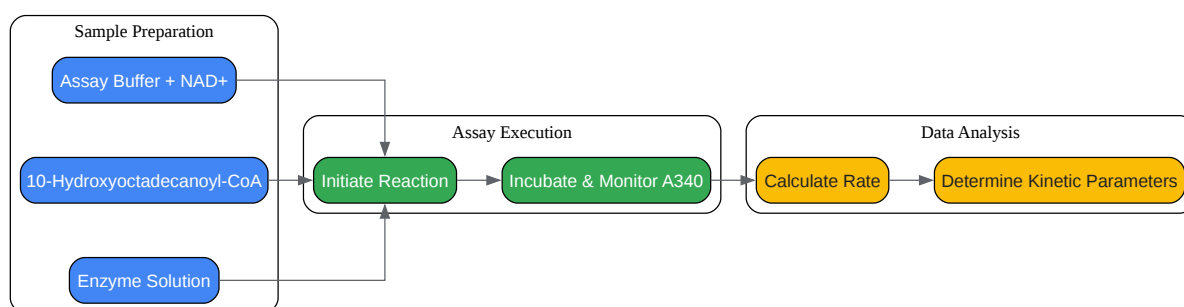 Sample Preparation
Assay Buffer + NAD+
10-Hydroxyoctadecanoyl-CoA
Enzyme Solution
Assay Execution
Initiate Reaction
Incubate & Monitor A340
Data Analysis
Calculate Rate
Determine Kinetic Parameters